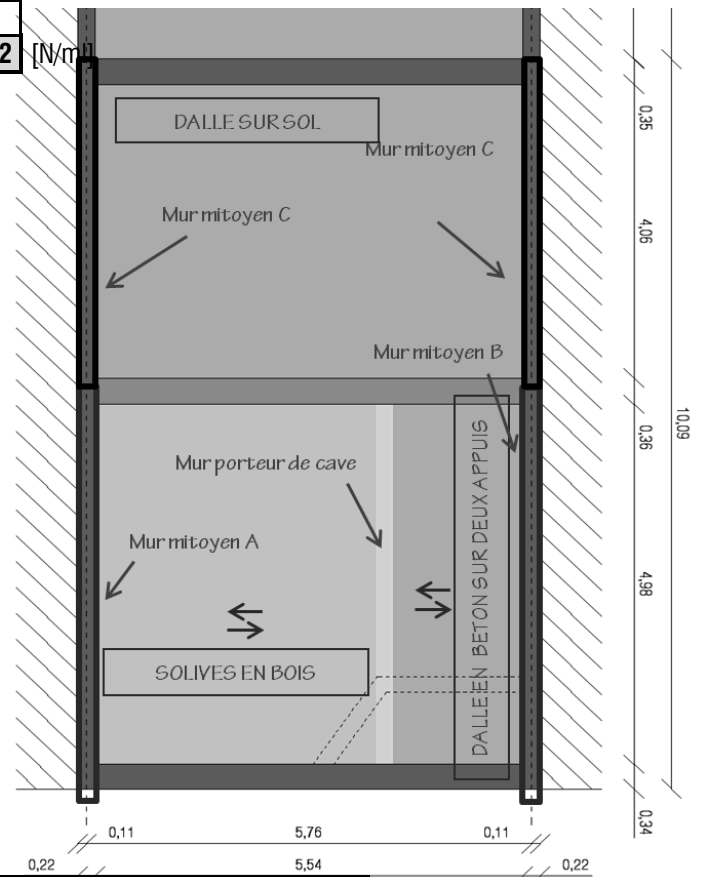 2 [N/ml]
DALLE SUR SOL
Mur mitoyen C
Mur mitoyen C
Mur mitoyen B
Mur porteur de cave
Mur mitoyen A
SOLIVES EN BOIS
DALLE EN BETON SUR DEUX APPUIS
0,35
4,06
0,36
10,09
4,98
0,34
0,11 5,76 0,11
0,22 5,54 0,22